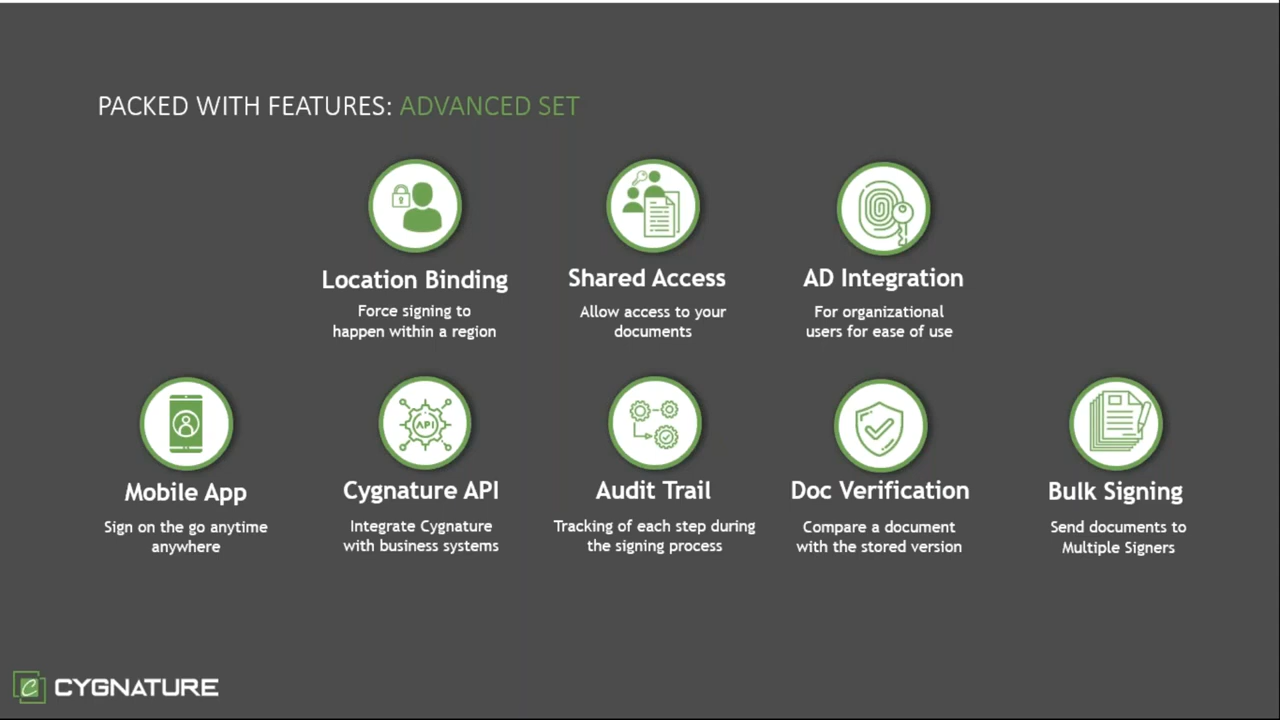 PACKED WITH FEATURES: ADVANCED SET
Location Binding
Force signing to
happen within a region
Shared Access
Allow access to your
documents
AD Integration
For organizational
users for ease of use
Mobile App
Sign on the go anytime
anywhere
API
Cygnature API
Integrate Cygnature
with business systems
Audit Trail
Tracking of each step during
the signing process
Doc Verification
Compare a document
with the stored version
Bulk Signing
Send documents to
Multiple Signers
C CYGNATURE